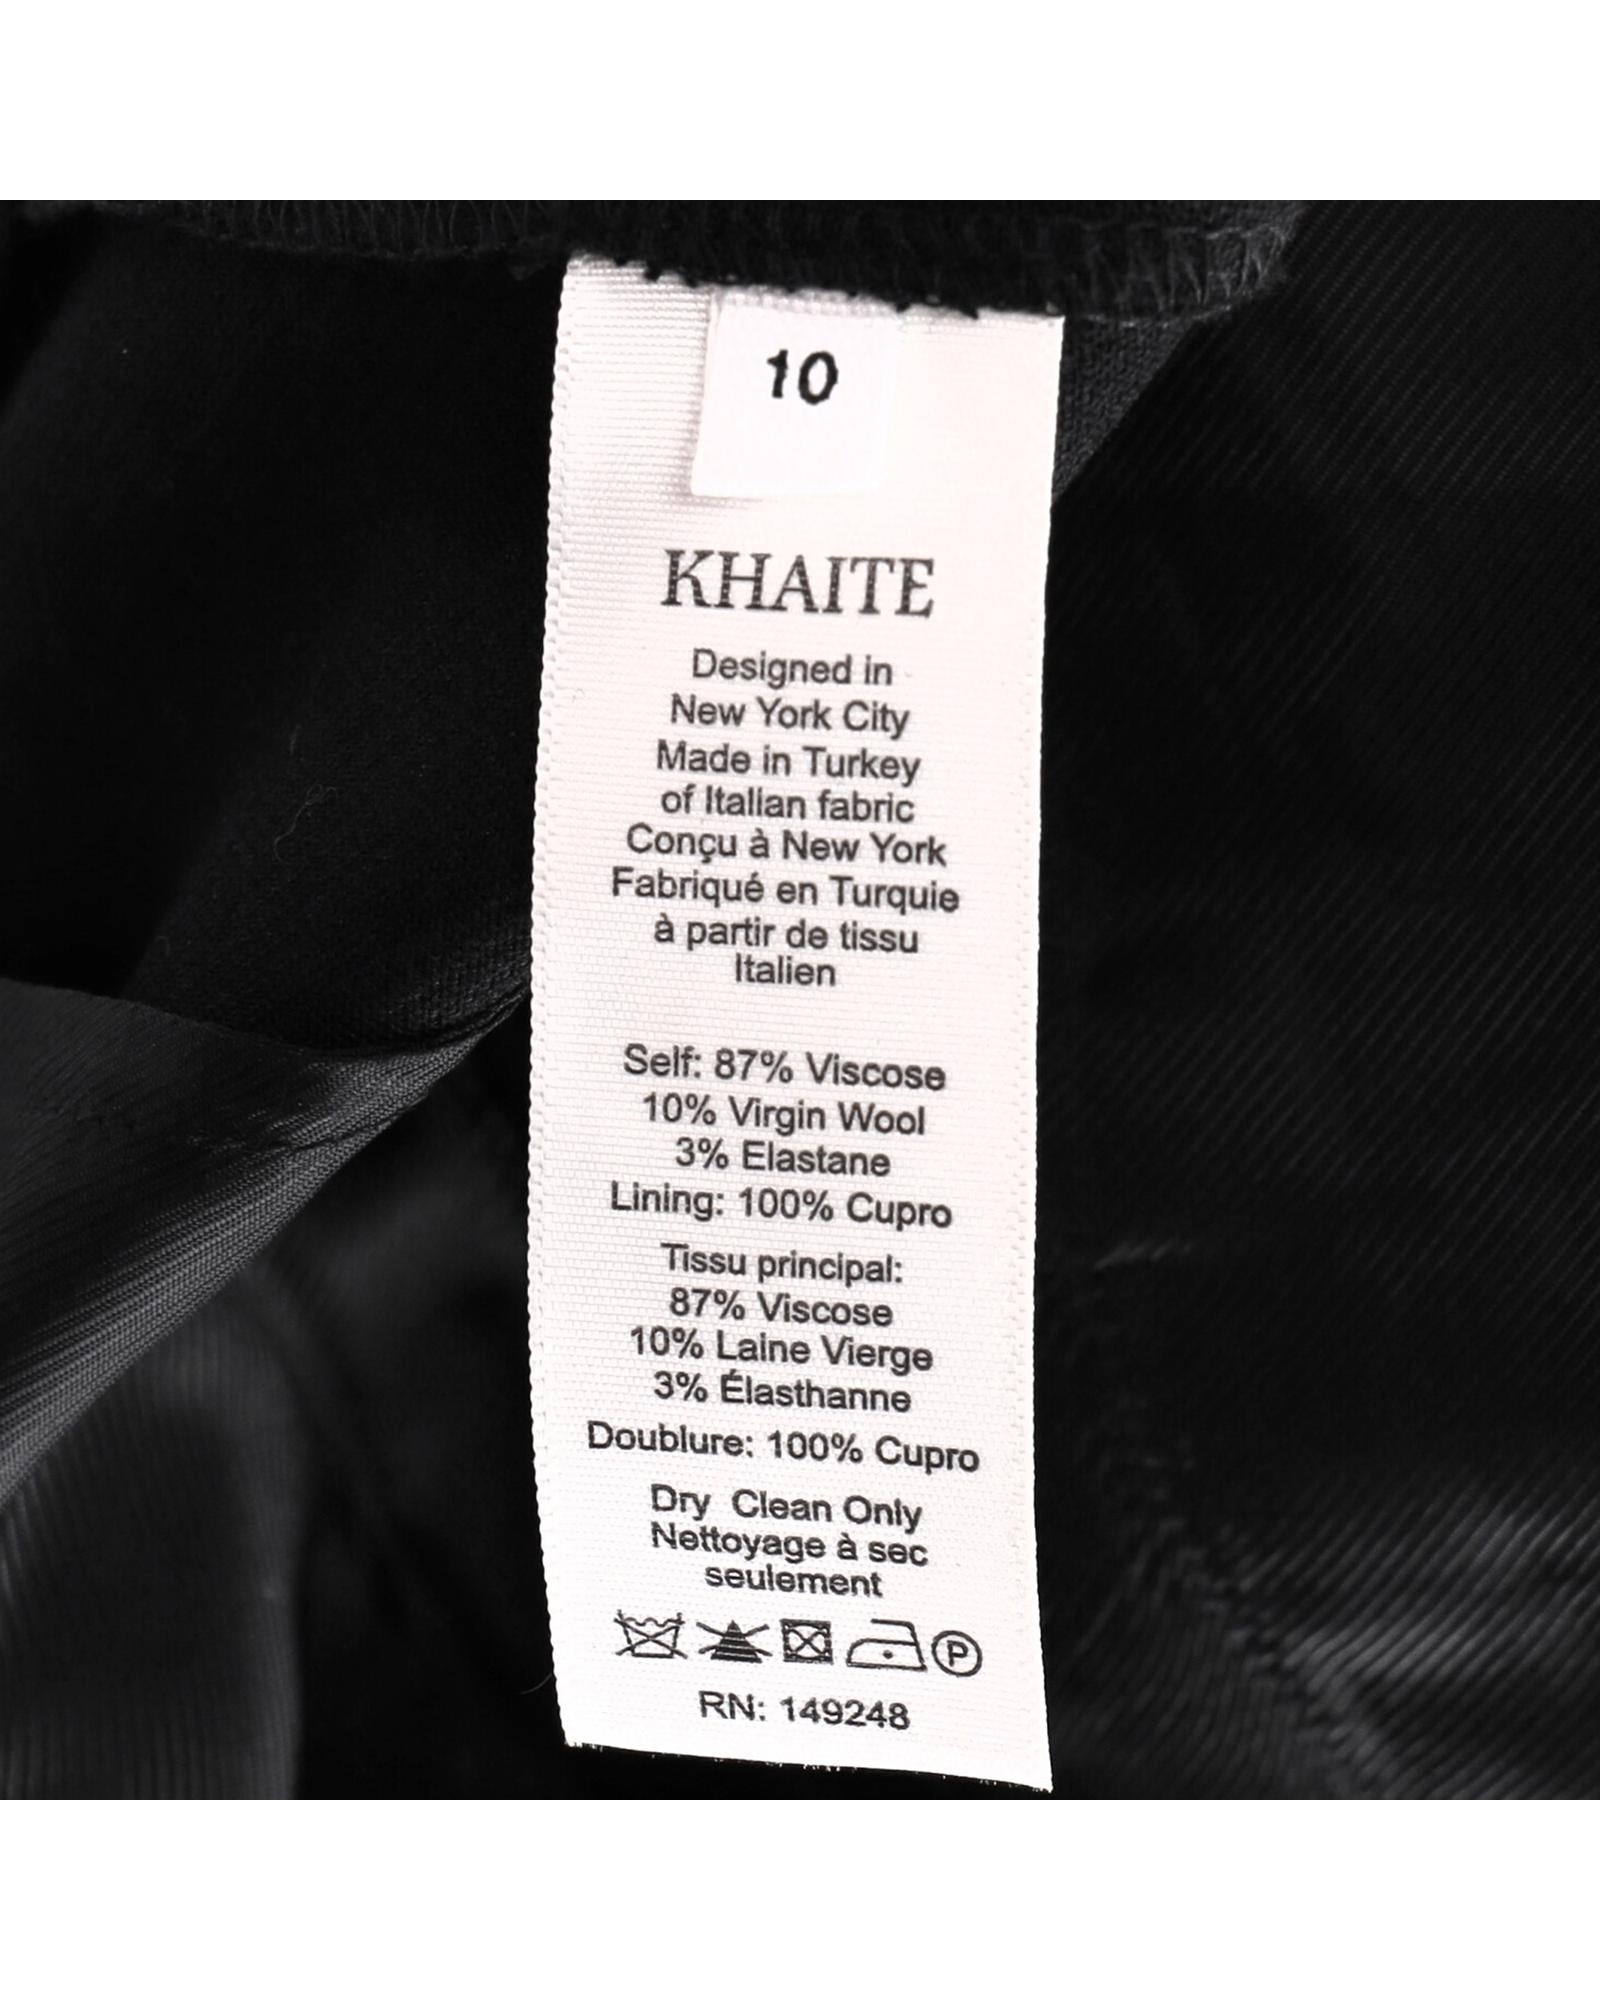 10
KHAITE
Designed in
New York City
Made in Turkey
of Italian fabric
Conçu à New York
Fabriqué en Turquie
à partir de tissu
Italien
Self: 87% Viscose
10% Virgin Wool
3% Elastane
Lining: 100% Cupro
Tissu principal:
87% Viscose
10% Laine Vierge
3% Élasthanne
Doublure: 100% Cupro
Dry Clean Only
Nettoyage à sec
seulement
P
RN: 149248